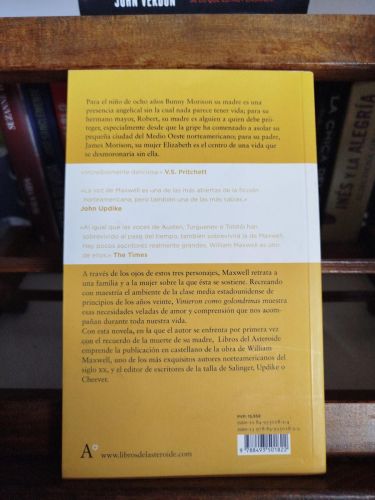 JOHN VERDON
Para el niño de ocho años Bunny Morison su madre es una
presencia angelical sin la cual nada parece tener vida; para
su hermano mayor, Robert, su madre es alguien a quien debe pro-
teger, especialmente desde que la gripe ha comenzado a asolar su
pequeña ciudad del Medio Oeste norteamericano; para su padre,
James Morison, su mujer Elizabeth es el centro de una vida que
se desmoronaría sin ella.
«Increíblemente deliciosa.» V.S. Pritchett
«La voz de Maxwell es una de las más abiertas de la ficción
norteamericana, pero también una de las más sabias.»
John Updike
«Al igual que las voces de Austen, Turguenev o Tolstói han
sobrevivido al paso del tiempo, también sobrevivirá la de Maxwell.
Hay pocos escritores realmente grandes. William Maxwell es uno
de ellos.» The Times
A través de los ojos de estos tres personajes, Maxwell retrata a
una familia y a la mujer sobre la que ésta se sostiene. Recreando
con maestría el ambiente de la clase media estadounidense de
principios de los años veinte, Vinieron como golondrinas muestra
esas necesidades veladas de amor y comprensión que nos acom-
pañan durante toda nuestra vida.
Con esta novela, en la que el autor se enfrenta por primera vez
con el recuerdo de la muerte de su madre, Libros del Asteroide
emprende la publicación en castellano de la obra de William
Maxwell, uno de los más exquisitos autores norteamericanos del
siglo XX, y el editor de escritores de la talla de Salinger, Updike o
Cheever.
A
www.librosdelasteroide.com
9 788493 501822
Y LA ALEGRÍA